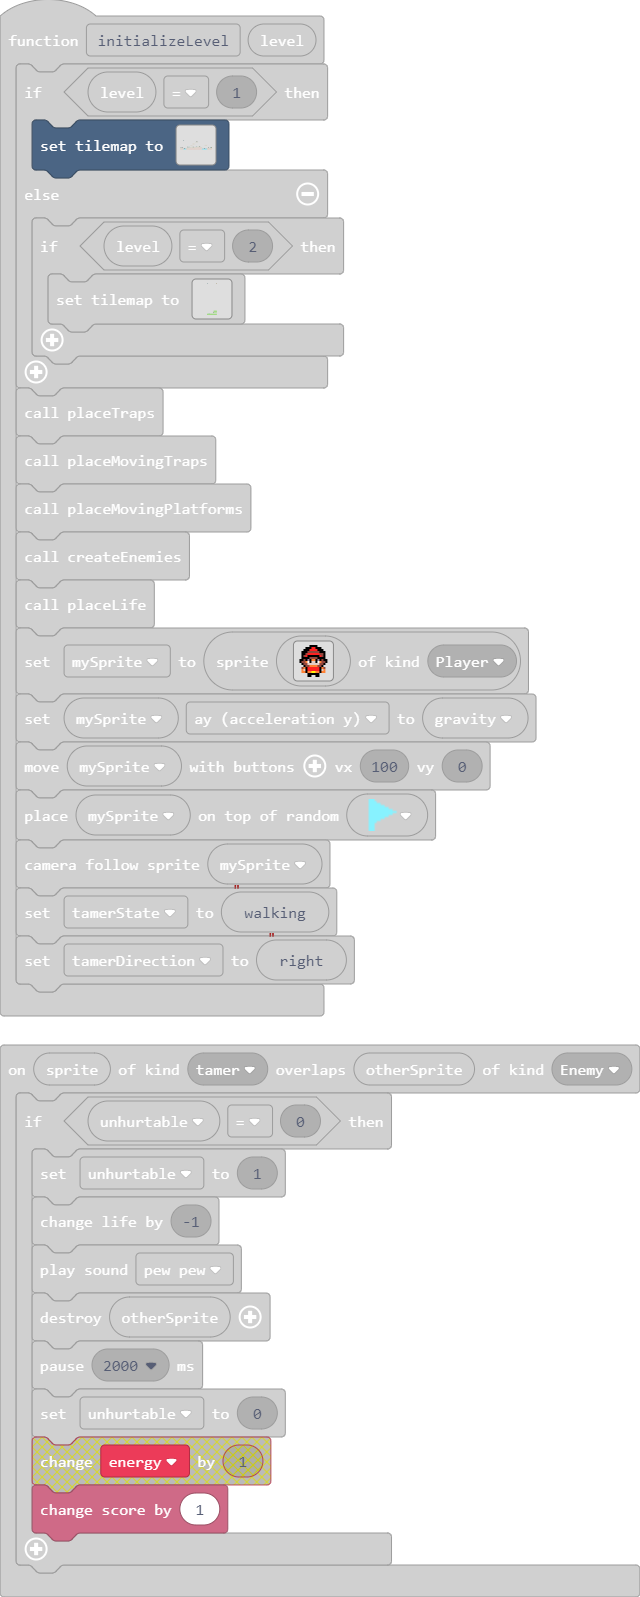 function initializeLevel level
if level = 1 then
set tilemap to
else
if level = 2 then
set tilemap to
call placeTraps
call placeMovingTraps
call placeMovingPlatforms
call createEnemies
call placeLife
set mySprite to sprite of kind Player
set mySprite ay (acceleration y) to gravity
move mySprite with buttons vx 100 vy 0
place mySprite on top of random
camera follow sprite mySprite
set tamerState to "walking
set tamerDirection to "right
on sprite of kind tamer overlaps otherSprite of kind Enemy
if unhurtable = 0 then
set unhurtable to 1
change life by -1
play sound pew pew
destroy otherSprite
pause 2000 ms
set unhurtable to 0
change energy by 1
change score by 1